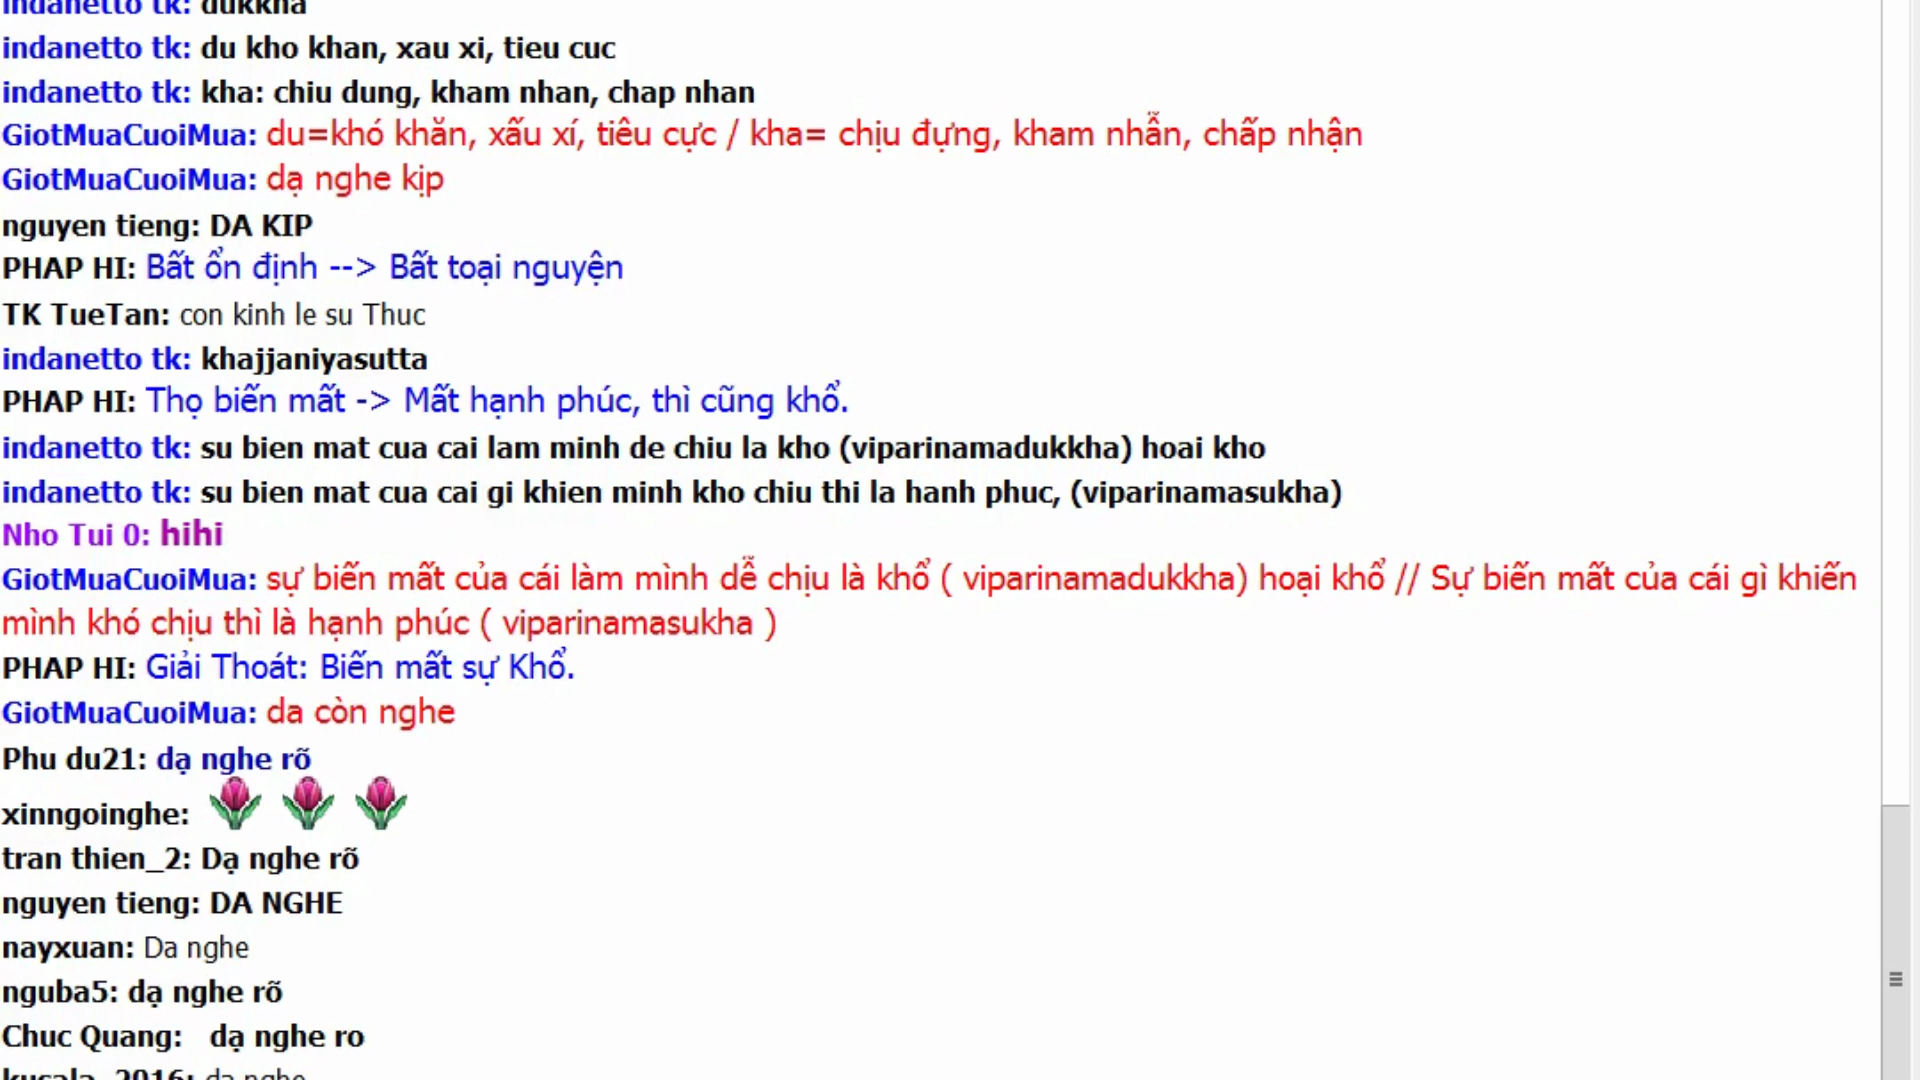 indanetto tk: dukkha
indanetto tk: du kho khan, xau xi, tieu cuc
indanetto tk: kha: chiu dung, kham nhan, chap nhan
GiotMuaCuoiMua: du=khó khăn, xấu xí, tiêu cực / kha= chịu đựng, kham nhẫn, chấp nhận
GiotMuaCuoiMua: dạ nghe kịp
nguyen tieng: DA KIP
PHAP HI: Bất ổn định --> Bất toại nguyện
TK TueTan: con kinh le su Thuc
indanetto tk: khajjaniyasutta
PHAP HI: Thọ biến mất -> Mất hạnh phúc, thì cũng khổ.
indanetto tk: su bien mat cua cai lam minh de chiu la kho (viparinamadukkha) hoai kho
indanetto tk: su bien mat cua cai gi khien minh kho chiu thi la hanh phuc, (viparinamasukha)
Nho Tui 0: hihi
GiotMuaCuoiMua: sự biến mất của cái làm mình dễ chịu là khổ ( viparinamadukkha) hoại khổ // Sự biến mất của cái gì khiến
mình khó chịu thì là hạnh phúc ( viparinamasukha )
PHAP HI: Giải Thoát: Biến mất sự Khổ.
GiotMuaCuoiMua: da còn nghe
Phu du21: dạ nghe rõ
xinngoinghe:
tran thien_2: Dạ nghe rõ
nguyen tieng: DA NGHE
nayxuan: Da nghe
nguba5: dạ nghe rõ
Chuc Quang: dạ nghe ro
kusala_2016: da nghe